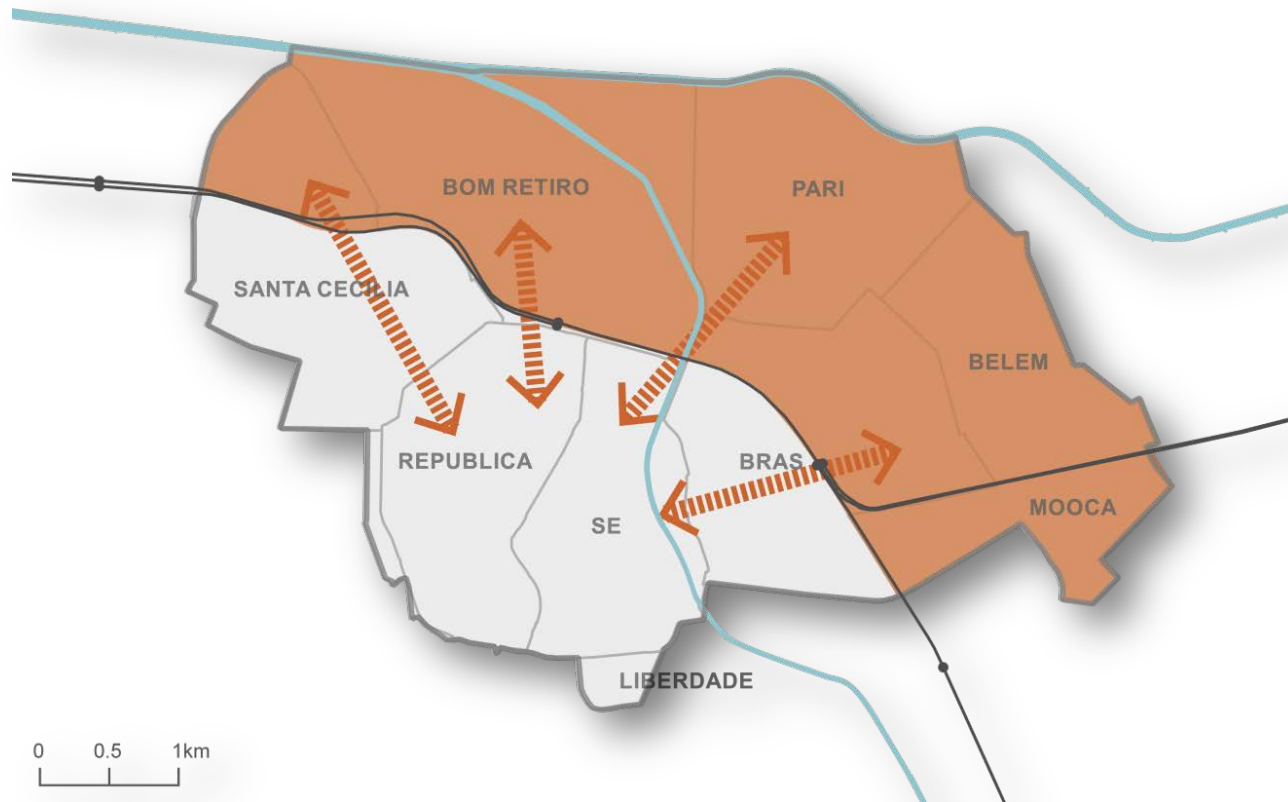 BOM RETIRO
PARI
SANTA CECILIA
BELEM
REPUBLICA
BRAS
MOOCA
SE
LIBERDADE
0 0.5 1km